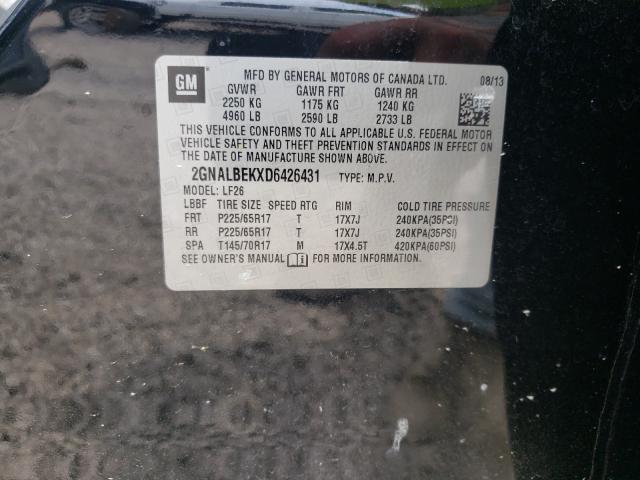 GM
MFD BY GENERAL MOTORS OF CANADA LTD. 08/13
GVWR GAWR FRT GAWR RR
2250 KG 1175 KG 1240 KG
4960 LB 2590 LB 2733 LB
THIS VEHICLE CONFORMS TO ALL APPLICABLE U.S. FEDERAL MOTOR
VEHICLE SAFETY AND THEFT PREVENTION STANDARDS IN EFFECT ON
THE DATE OF MANUFACTURE SHOWN ABOVE.
2GNALBEKXD6426431 TYPE: M.P.V.
MODEL: LF26
LBBF TIRE SIZE SPEED RTG RIM COLD TIRE PRESSURE
FRT P225/65R17 T 17X7J 240KPA(35PSI)
RR P225/65R17 T 17X7J 240KPA(35PSI)
SPA T145/70R17 M 17X4.5T 420KPA(60PSI)
SEE OWNER'S MANUAL FOR MORE INFORMATION.